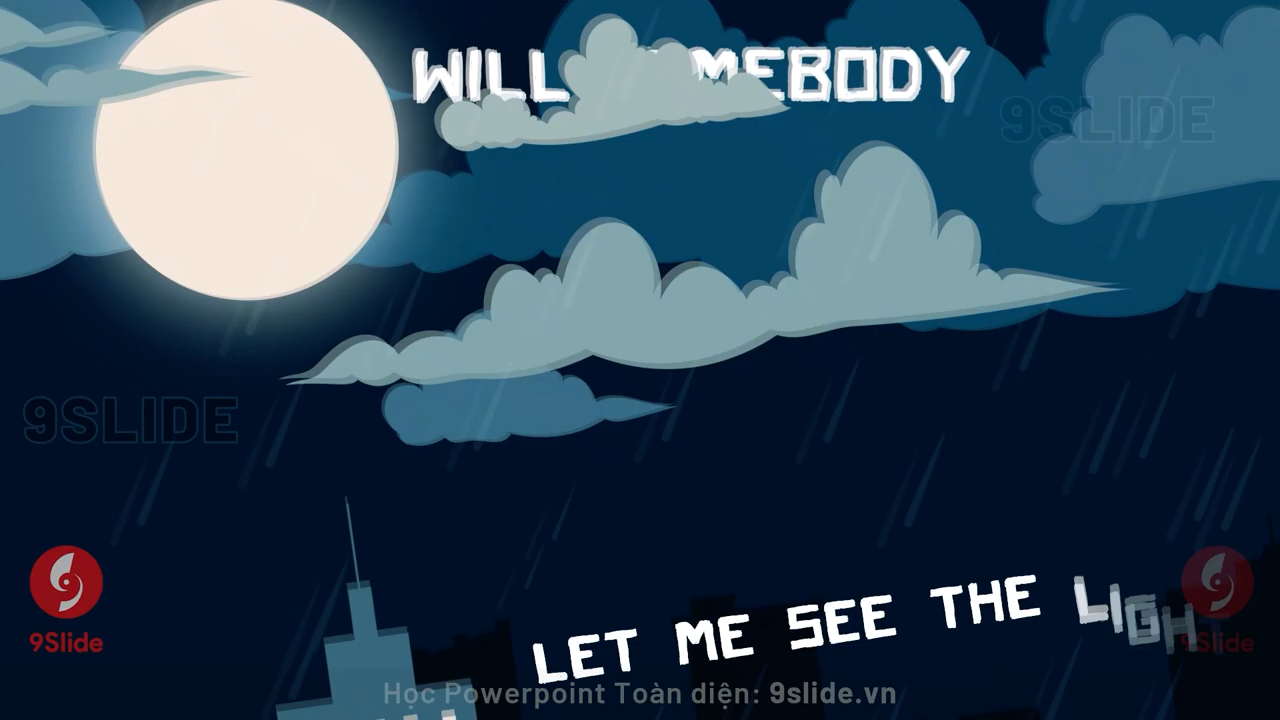 WILL MEBODY
9SLIDE
9SLIDE
LET ME SEE THE LIGH
9Slide
9Slide
Học Powerpoint Toàn diện: 9slide.vn